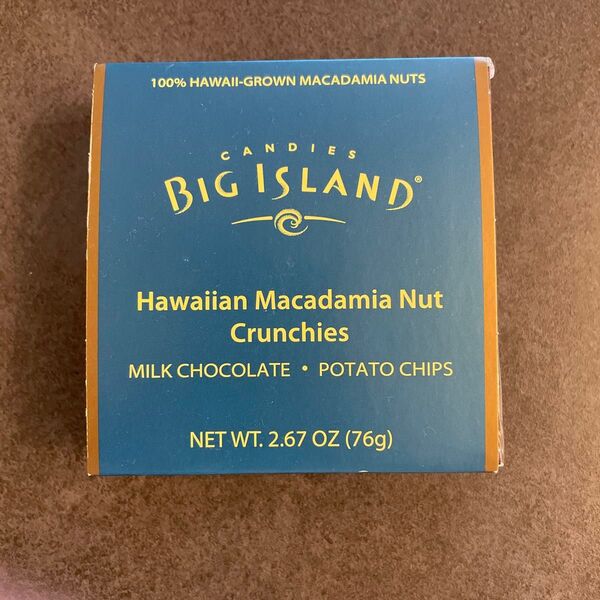 100% HAWAII-GROWN MACADAMIA NUTS
CANDIES
BIG ISLAND®
Hawaiian Macadamia Nut
Crunchies
MILK CHOCOLATE • POTATO CHIPS
NET WT. 2.67 OZ (76g)